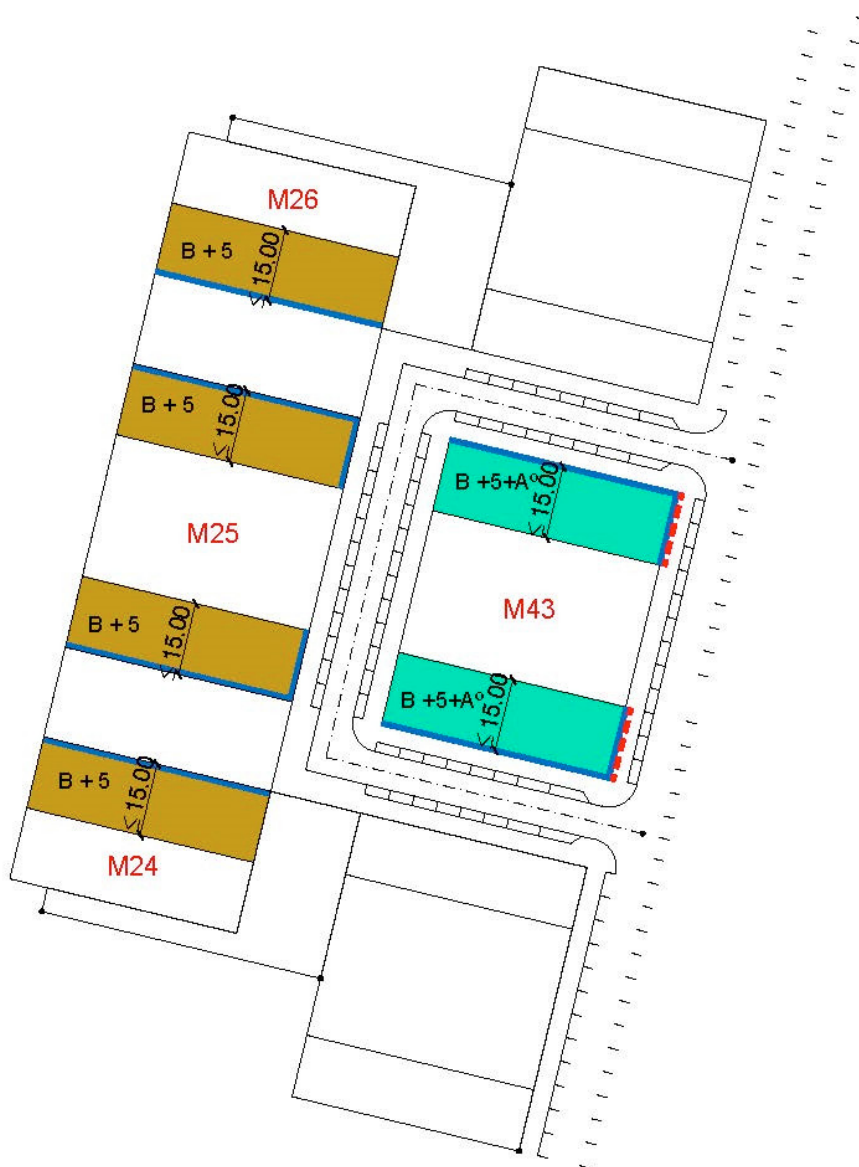 M26
B + 5
≤ 15.00
B + 5
≤ 15.00
B +5+Aº
≤ 15.00
M25
M43
B + 5
≤ 15.00
B +5+Aº
≤ 15.00
B + 5
≤ 15.00
M24